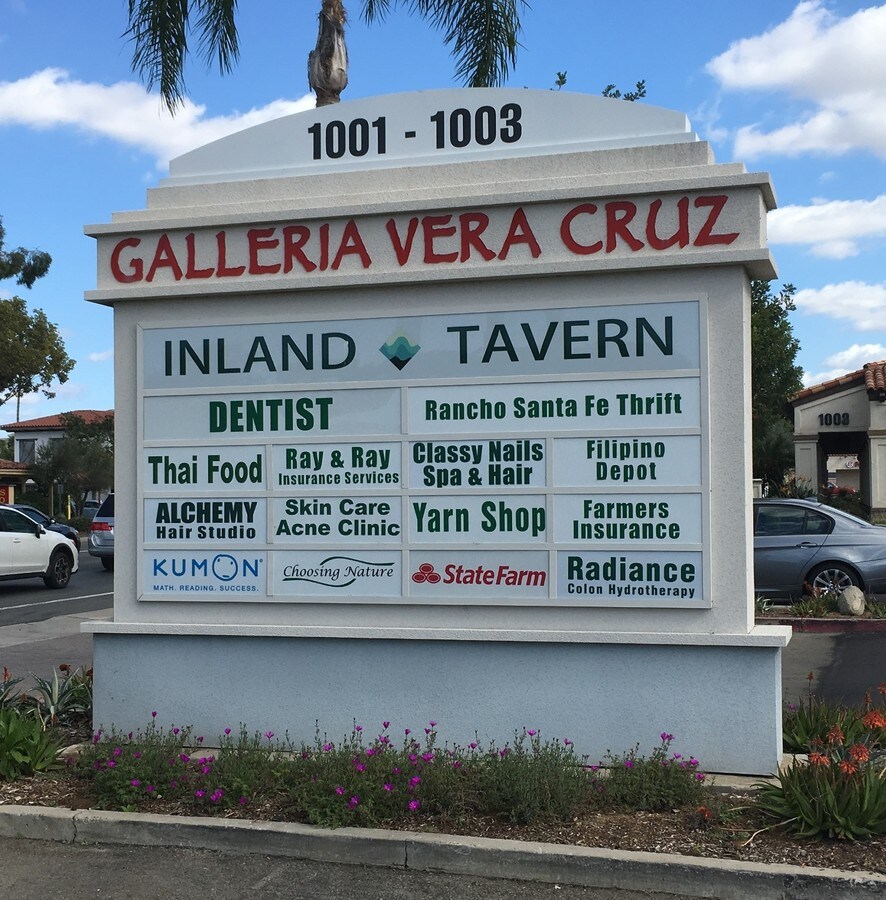 1001 - 1003
GALLERIA VERA CRUZ
INLAND TAVERN
DENTIST
Rancho Santa Fe Thrift
Thai Food
Ray & Ray
Insurance Services
Classy Nails
Spa & Hair
Filipino
Depot
ALCHEMY
Hair Studio
Skin Care
Acne Clinic
Yarn Shop
Farmers
Insurance
KUMON®
MATH. READING. SUCCESS.
Choosing Nature
StateFarm
Radiance
Colon Hydrotherapy
1003